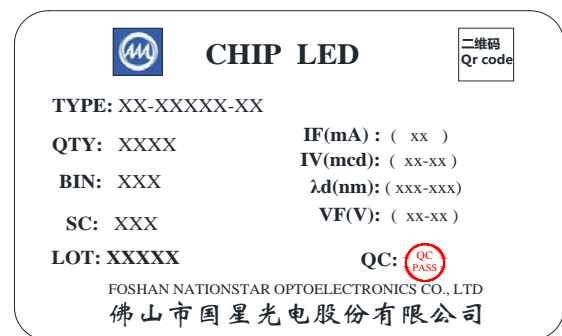 CHIP LED
二维码
Qr code
TYPE: XX-XXXXX-XX
QTY: XXXX
IF(mA) : ( xx )
IV(mcd): ( xx-xx )
BIN: XXX
λd(nm): ( xxx-xxx)
SC: XXX
VF(V): ( xx-xx )
LOT: XXXXX
QC: QC PASS
FOSHAN NATIONSTAR OPTOELECTRONICS CO., LTD
佛山市国星光电股份有限公司